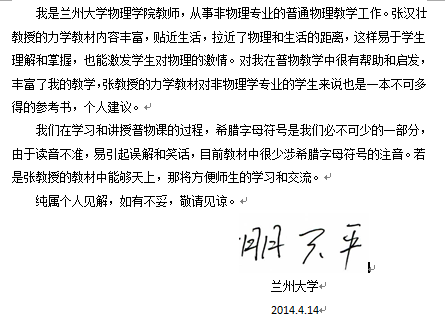 我是兰州大学物理学院教师，从事非物理专业的普通物理教学工作。张汉壮
教授的力学教材内容丰富，贴近生活，拉近了物理和生活的距离，这样易于学生
理解和掌握，也能激发学生对物理的激情。对我在普物教学中很有帮助和启发，
丰富了我的教学，张教授的力学教材对非物理学专业的学生来说也是一本不可多
得的参考书，个人建议。
我们在学习和讲授普物课的过程，希腊字母符号是我们必不可少的一部分，
由于读音不准，易引起误解和笑话，目前教材中很少涉希腊字母符号的注音。若
是张教授的教材中能够天上，那将方便师生的学习和交流。
纯属个人见解，如有不妥，敬请见谅。
兰州大学
2014.4.14